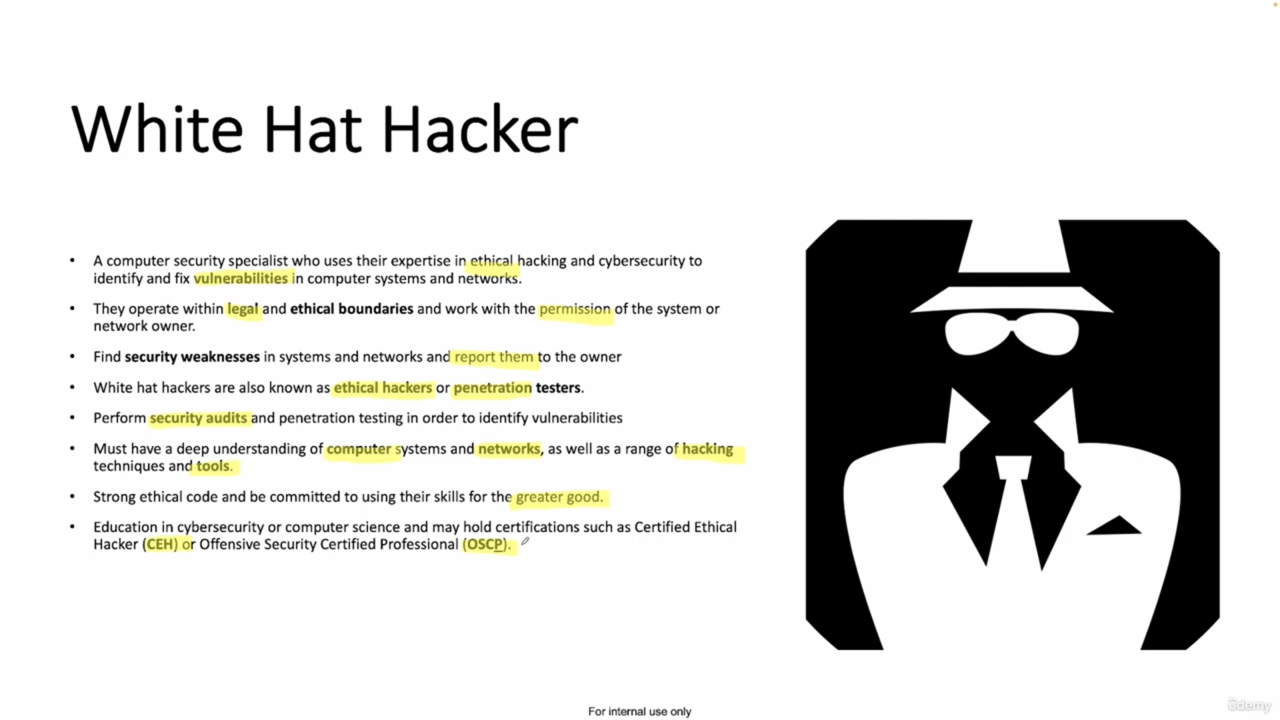 White Hat Hacker
• A computer security specialist who uses their expertise in ethical hacking and cybersecurity to
identify and fix vulnerabilities in computer systems and networks.
• They operate within legal and ethical boundaries and work with the permission of the system or
network owner.
• Find security weaknesses in systems and networks and report them to the owner
• White hat hackers are also known as ethical hackers or penetration testers.
• Perform security audits and penetration testing in order to identify vulnerabilities
• Must have a deep understanding of computer systems and networks, as well as a range of hacking
techniques and tools.
• Strong ethical code and be committed to using their skills for the greater good.
• Education in cybersecurity or computer science and may hold certifications such as Certified Ethical
Hacker (CEH) or Offensive Security Certified Professional (OSCP).
For internal use only
ûdemy